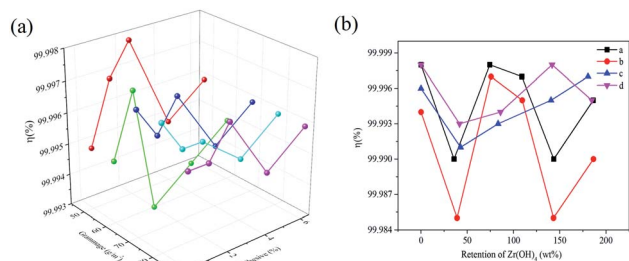 (a)
99.998
99.997
99.996
99.995
99.994
99.993
η(%)
50
60
70
Grammage (g·m
(%)
2
4
6
(b)
99.999
99.996
99.993
99.990
99.987
99.984
η(%)
a
b
c
d
0
50
100
150
200
Retention of Zr(OH)₄ (wt%)